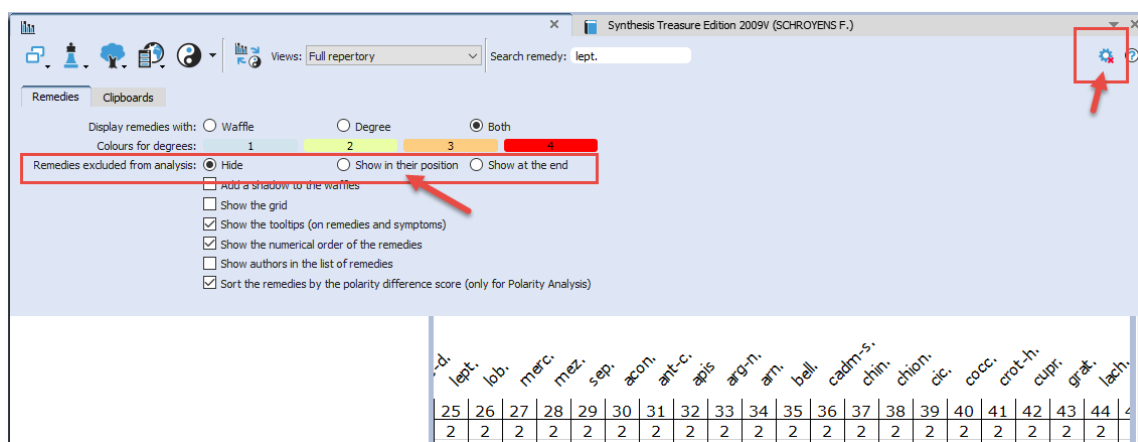 Synthesis Treasure Edition 2009V (SCHROYENS F.)
Views: Full repertory Search remedy: lept.
Remedies Clipboards
Display remedies with: Waffle Degree Both
Colours for degrees: 1 2 3 4
Remedies excluded from analysis: Hide Show in their position Show at the end
Add a shadow to the waffles
Show the grid
Show the tooltips (on remedies and symptoms)
Show the numerical order of the remedies
Show authors in the list of remedies
Sort the remedies by the polarity difference score (only for Polarity Analysis)
-d. lept. lob. merc. mez. sep. acon. ant-c. apis arg-n. arn. bell. cadm-s. chin. chion. cic. cocc. crot-h. cupr. grat. lach.
25 26 27 28 29 30 31 32 33 34 35 36 37 38 39 40 41 42 43 44 4
2 2 2 2 2 2 2 2 2 2 2 2 2 2 2 2 2 2 2 2